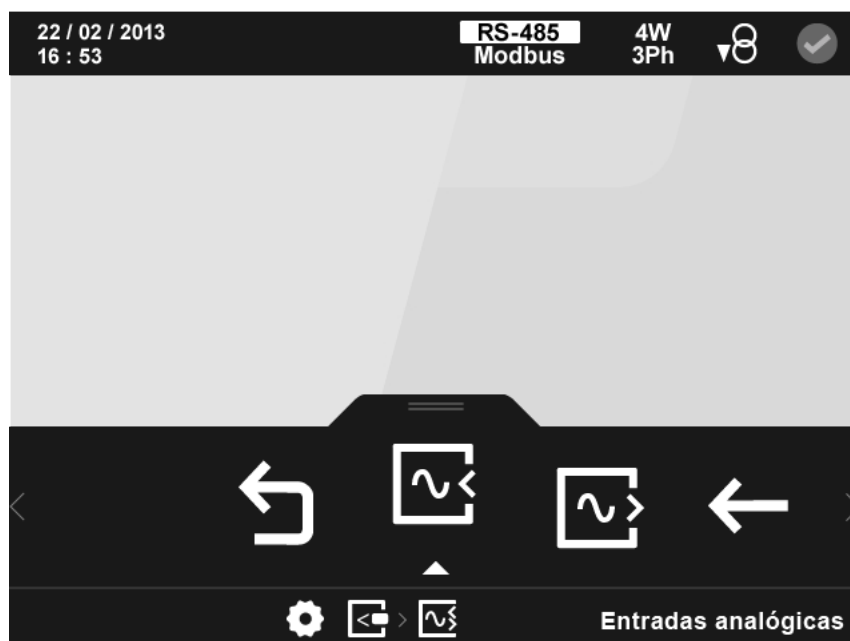 22 / 02 / 2013
16 : 53
RS-485
Modbus
4W
3Ph
Entradas analógicas